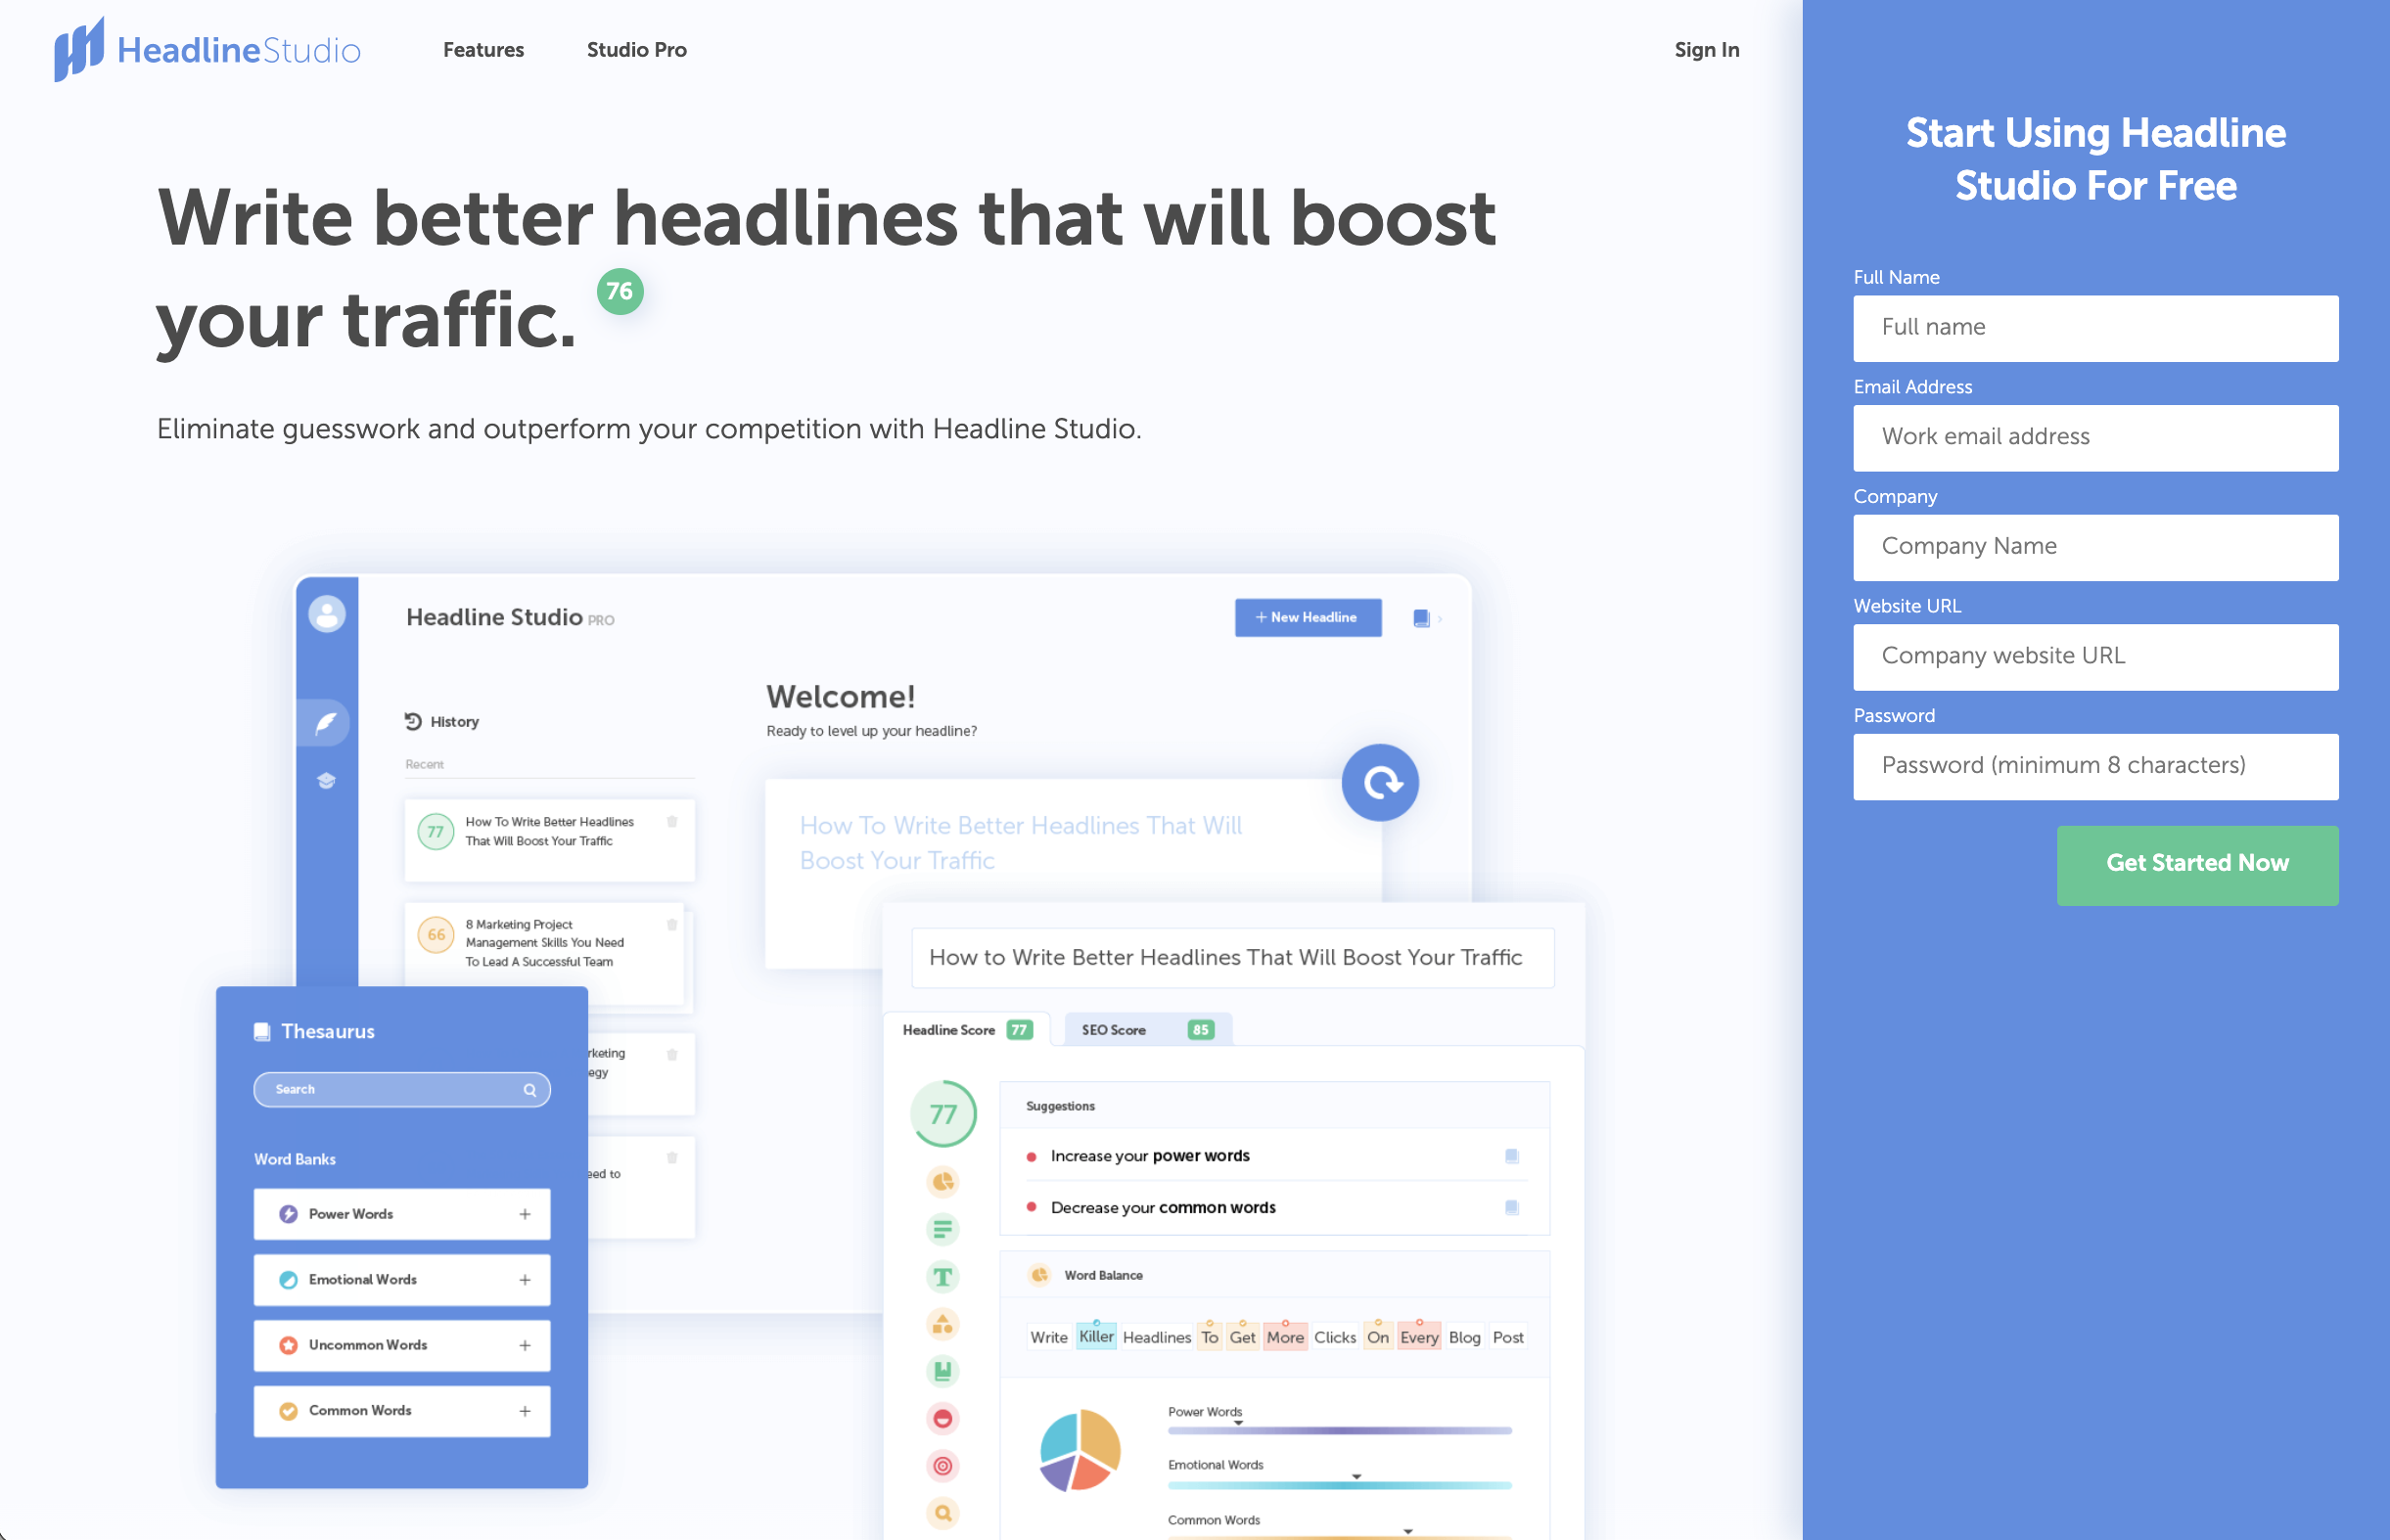 HeadlineStudio
Features
Studio Pro
Sign In
Write better headlines that will boost
your traffic.
76
Eliminate guesswork and outperform your competition with Headline Studio.
Headline Studio PRO
+ New Headline
History
Recent
77
How To Write Better Headlines
That Will Boost Your Traffic
66
8 Marketing Project
Management Skills You Need
To Lead A Successful Team
rketing
egy
eed to
Welcome!
Ready to level up your headline?
How To Write Better Headlines That Will
Boost Your Traffic
Thesaurus
Search
Word Banks
Power Words +
Emotional Words +
Uncommon Words +
Common Words +
How to Write Better Headlines That Will Boost Your Traffic
Headline Score 77
SEO Score 85
77
Suggestions
Increase your power words
Decrease your common words
Word Balance
Write Killer Headlines To Get More Clicks On Every Blog Post
Power Words
Emotional Words
Common Words
Start Using Headline
Studio For Free
Full Name
Full name
Email Address
Work email address
Company
Company Name
Website URL
Company website URL
Password
Password (minimum 8 characters)
Get Started Now